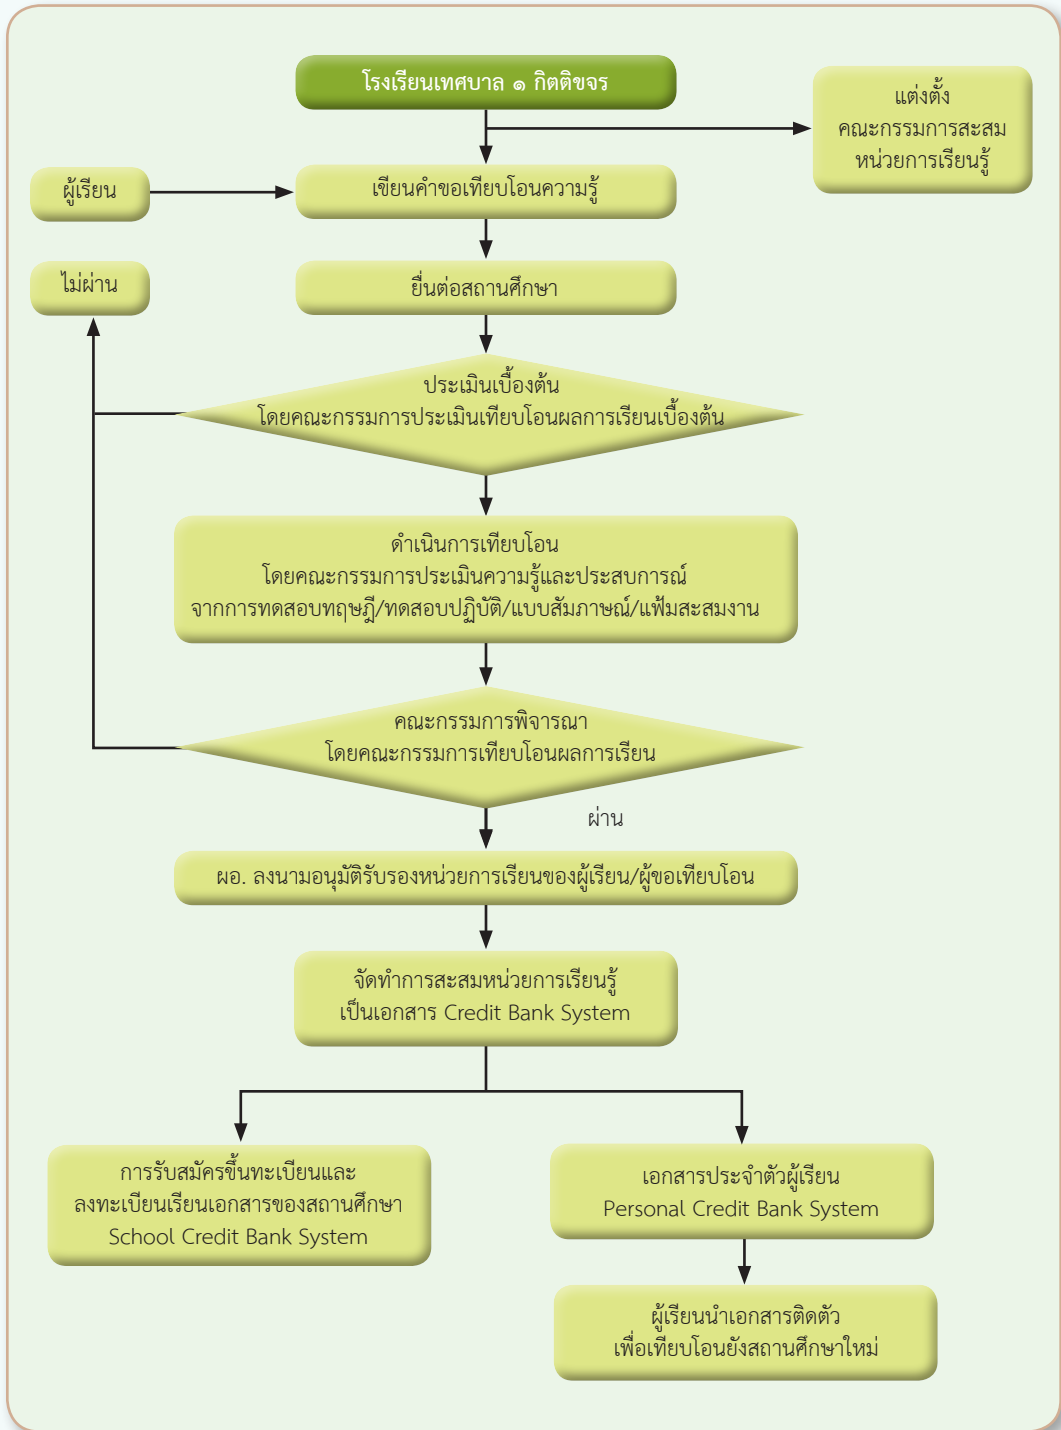 โรงเรียนเทศบาล ๑ กิตติขจร
แต่งตั้ง
คณะกรรมการสะสม
หน่วยการเรียนรู้
ผู้เรียน
เขียนคำขอเทียบโอนความรู้
ไม่ผ่าน
ยื่นต่อสถานศึกษา
ประเมินเบื้องต้น
โดยคณะกรรมการประเมินเทียบโอนผลการเรียนเบื้องต้น
ดำเนินการเทียบโอน
โดยคณะกรรมการประเมินความรู้และประสบการณ์
จากการทดสอบทฤษฎี/ทดสอบปฏิบัติ/แบบสัมภาษณ์/แฟ้มสะสมงาน
คณะกรรมการพิจารณา
โดยคณะกรรมการเทียบโอนผลการเรียน
ผ่าน
ผอ. ลงนามอนุมัติรับรองหน่วยการเรียนของผู้เรียน/ผู้ขอเทียบโอน
จัดทำการสะสมหน่วยการเรียนรู้
เป็นเอกสาร Credit Bank System
การรับสมัครขึ้นทะเบียนและ
ลงทะเบียนเรียนเอกสารของสถานศึกษา
School Credit Bank System
เอกสารประจำตัวผู้เรียน
Personal Credit Bank System
ผู้เรียนนำเอกสารติดตัว
เพื่อเทียบโอนยังสถานศึกษาใหม่